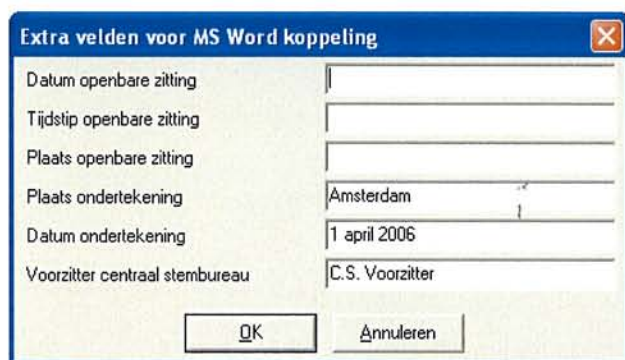 Extra velden voor MS Word koppeling
Datum openbare zitting
Tijdstip openbare zitting
Plaats openbare zitting
Plaats ondertekening Amsterdam
Datum ondertekening 1 april 2006
Voorzitter centraal stembureau C.S. Voorzitter
OK Annuleren